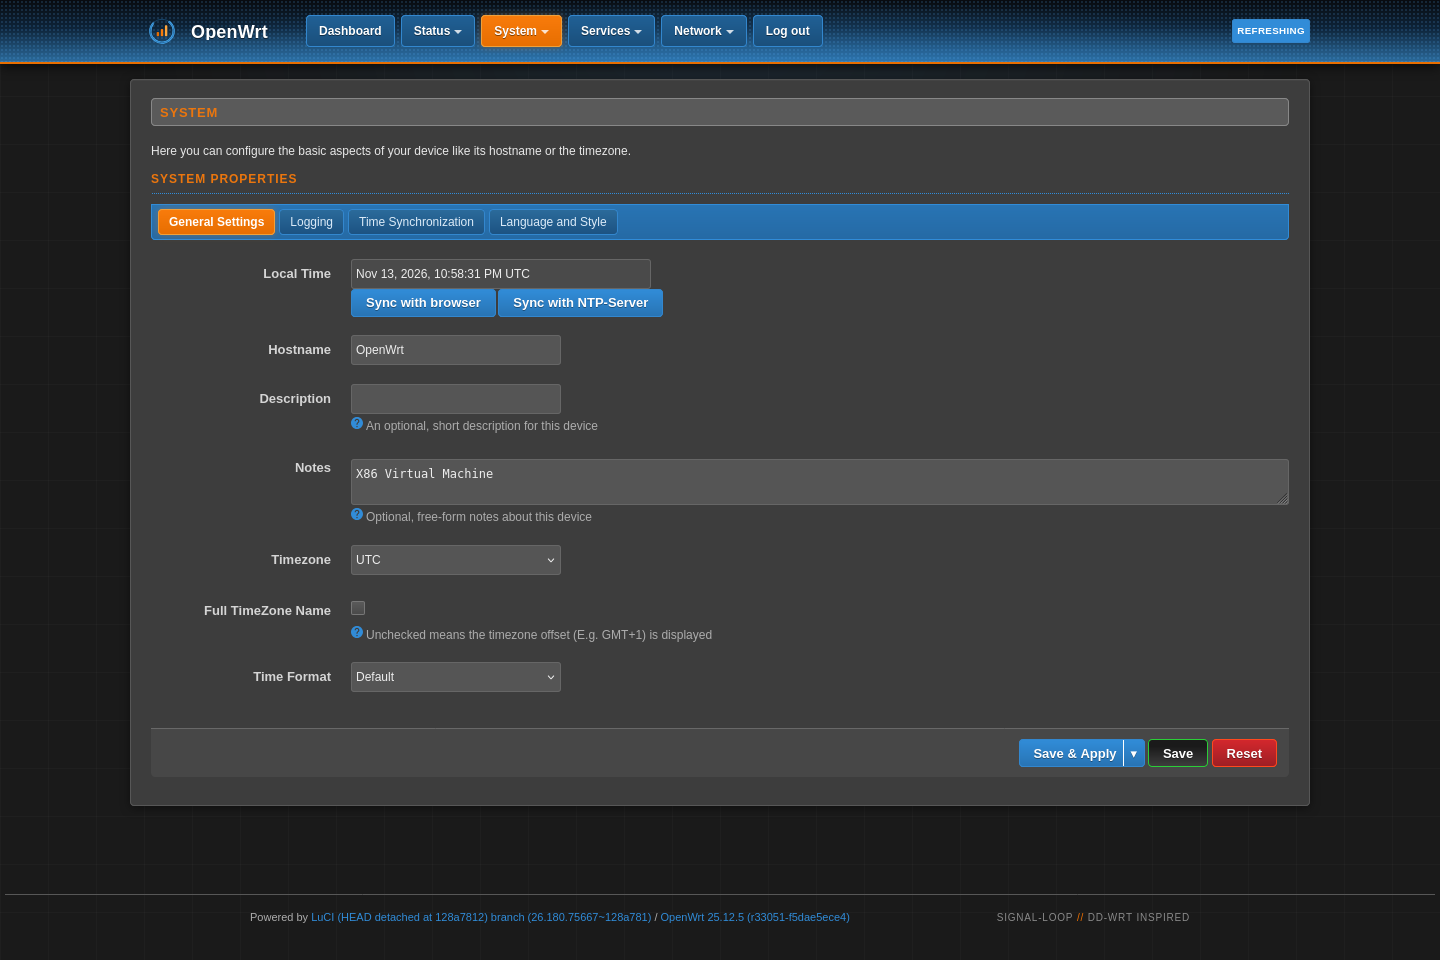 OpenWrt
Dashboard
Status
System
Services
Network
Log out
REFRESHING
SYSTEM
Here you can configure the basic aspects of your device like its hostname or the timezone.
SYSTEM PROPERTIES
General Settings
Logging
Time Synchronization
Language and Style
Local Time
Nov 13, 2026, 10:58:31 PM UTC
Sync with browser
Sync with NTP-Server
Hostname
OpenWrt
Description
? An optional, short description for this device
Notes
X86 Virtual Machine
? Optional, free-form notes about this device
Timezone
UTC
Full TimeZone Name
? Unchecked means the timezone offset (E.g. GMT+1) is displayed
Time Format
Default
Save & Apply
Save
Reset
Powered by LuCI (HEAD detached at 128a7812) branch (26.180.75667~128a781) / OpenWrt 25.12.5 (r33051-f5dae5ece4)
SIGNAL-LOOP // DD-WRT INSPIRED